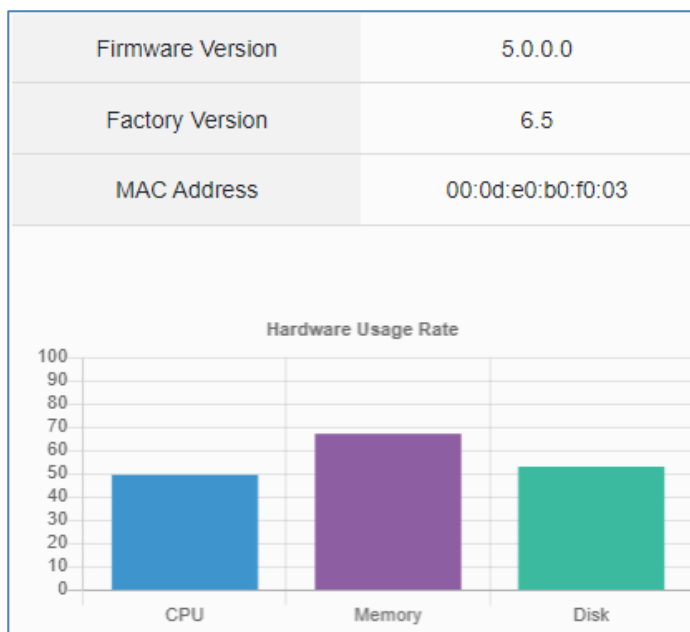 Firmware Version 5.0.0.0
Factory Version 6.5
MAC Address 00:0d:e0:b0:f0:03
Hardware Usage Rate
100
90
80
70
60
50
40
30
20
10
0
CPU Memory Disk